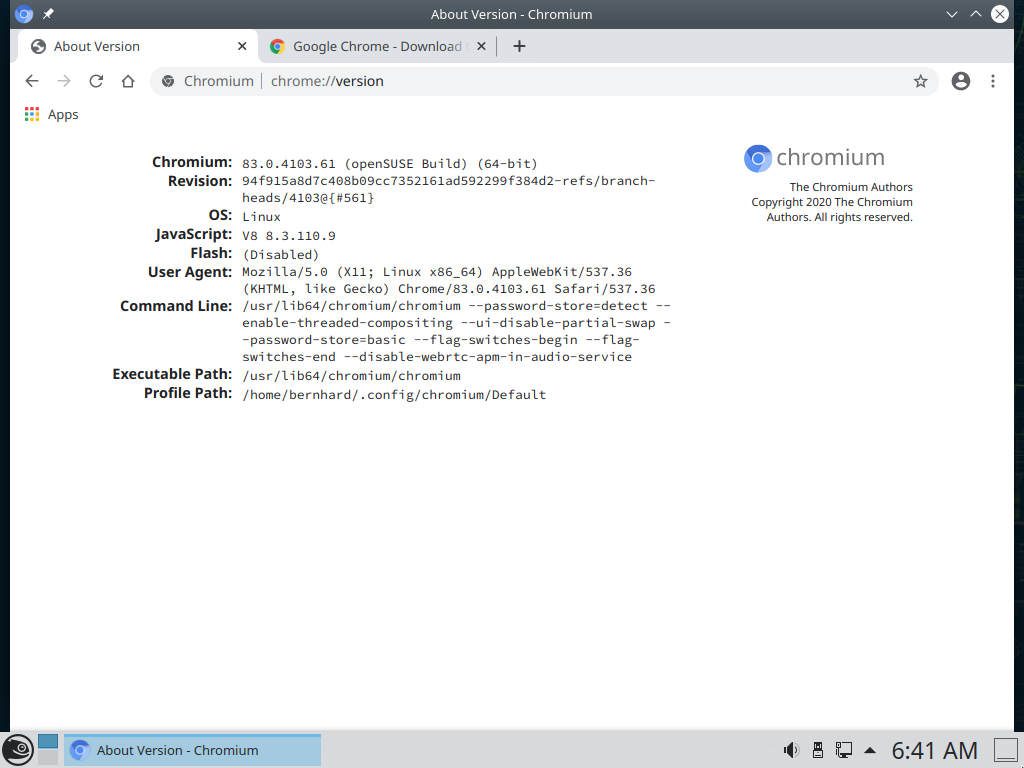 About Version - Chromium
About Version
Google Chrome - Download
Chromium
chrome://version
Apps
chromium
The Chromium Authors
Copyright 2020 The Chromium
Authors. All rights reserved.
Chromium: 83.0.4103.61 (openSUSE Build) (64-bit)
Revision: 94f915a8d7c408b09cc7352161ad592299f384d2-refs/branch-
heads/4103@{#561}
OS: Linux
JavaScript: V8 8.3.110.9
Flash: (Disabled)
User Agent: Mozilla/5.0 (X11; Linux x86_64) AppleWebKit/537.36
(KHTML, like Gecko) Chrome/83.0.4103.61 Safari/537.36
Command Line: /usr/lib64/chromium/chromium --password-store=detect --
enable-threaded-compositing --ui-disable-partial-swap -
-password-store=basic --flag-switches-begin --flag-
switches-end --disable-webrtc-apm-in-audio-service
Executable Path: /usr/lib64/chromium/chromium
Profile Path: /home/bernhard/.config/chromium/Default
About Version - Chromium
6:41 AM